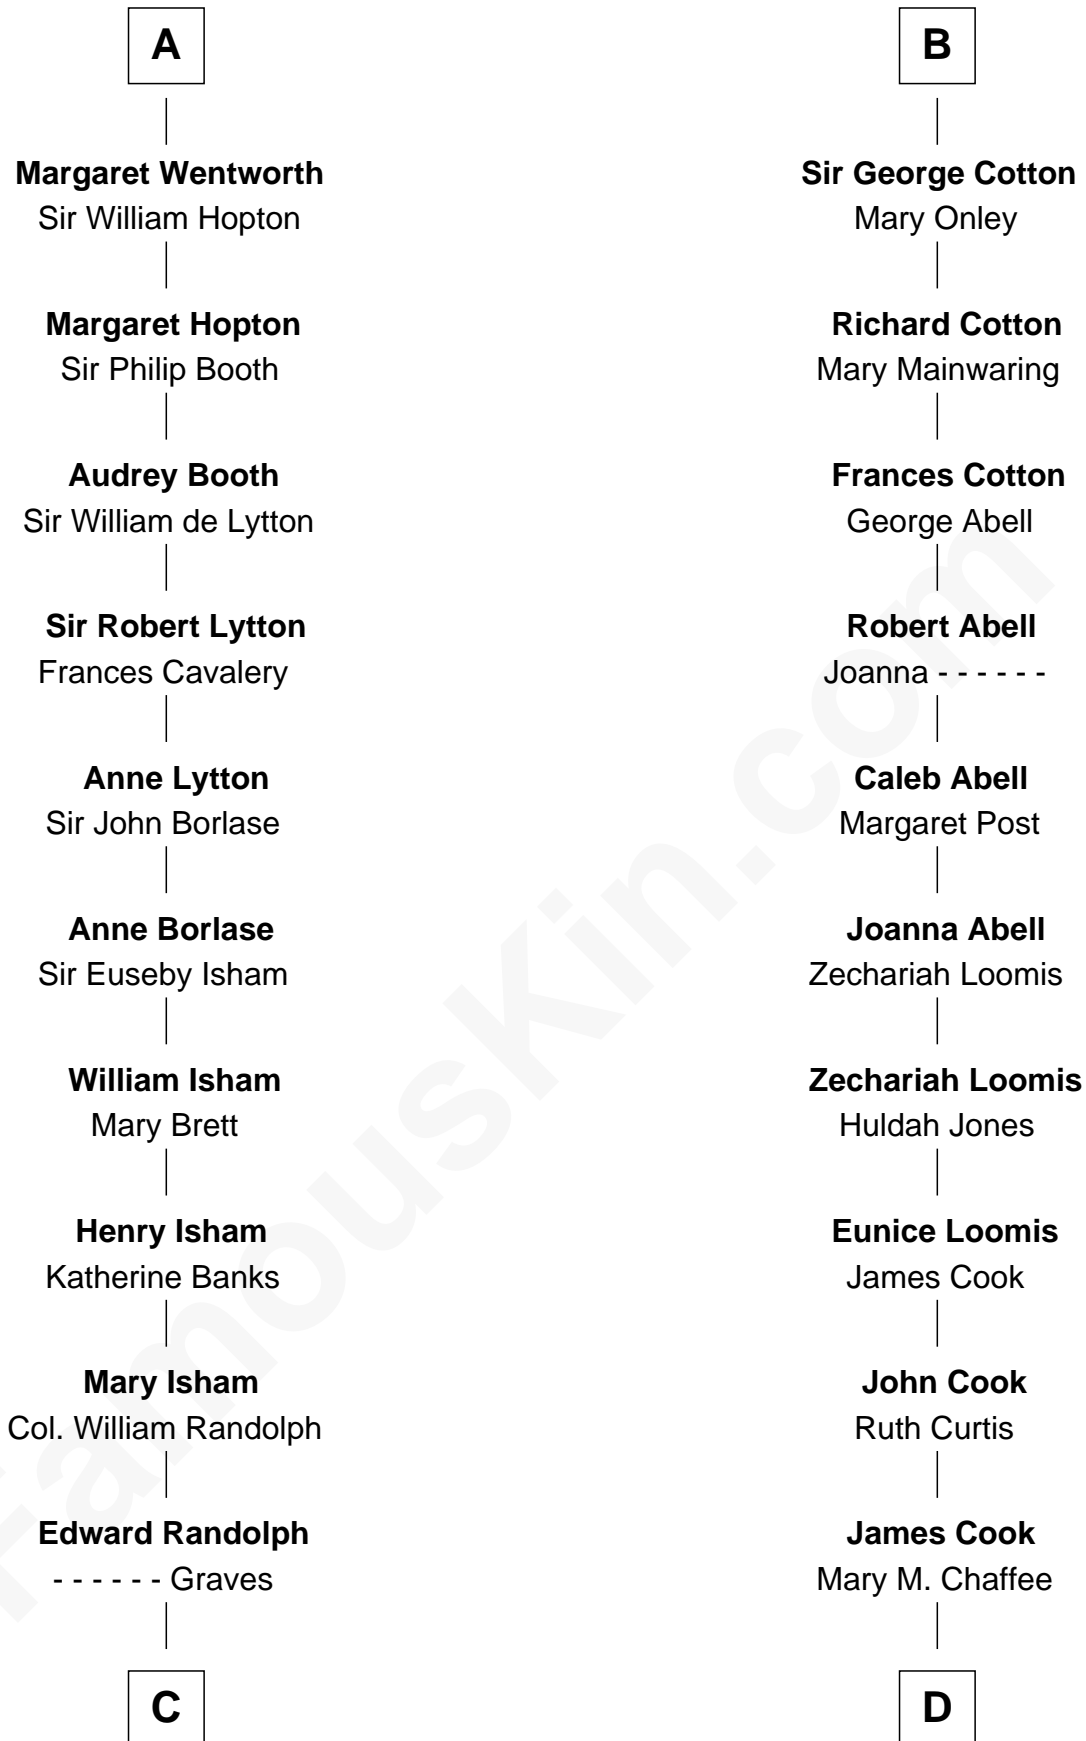 A
Margaret Wentworth
Sir William Hopton
Margaret Hopton
Sir Philip Booth
Audrey Booth
Sir William de Lytton
Sir Robert Lytton
Frances Cavalery
Anne Lytton
Sir John Borlase
Anne Borlase
Sir Euseby Isham
William Isham
Mary Brett
Henry Isham
Katherine Banks
Mary Isham
Col. William Randolph
Edward Randolph
- - - - - - Graves
C
B
Sir George Cotton
Mary Onley
Richard Cotton
Mary Mainwaring
Frances Cotton
George Abell
Robert Abell
Joanna - - - - - -
Caleb Abell
Margaret Post
Joanna Abell
Zechariah Loomis
Zechariah Loomis
Huldah Jones
Eunice Loomis
James Cook
John Cook
Ruth Curtis
James Cook
Mary M. Chaffee
D
FamousKin.com